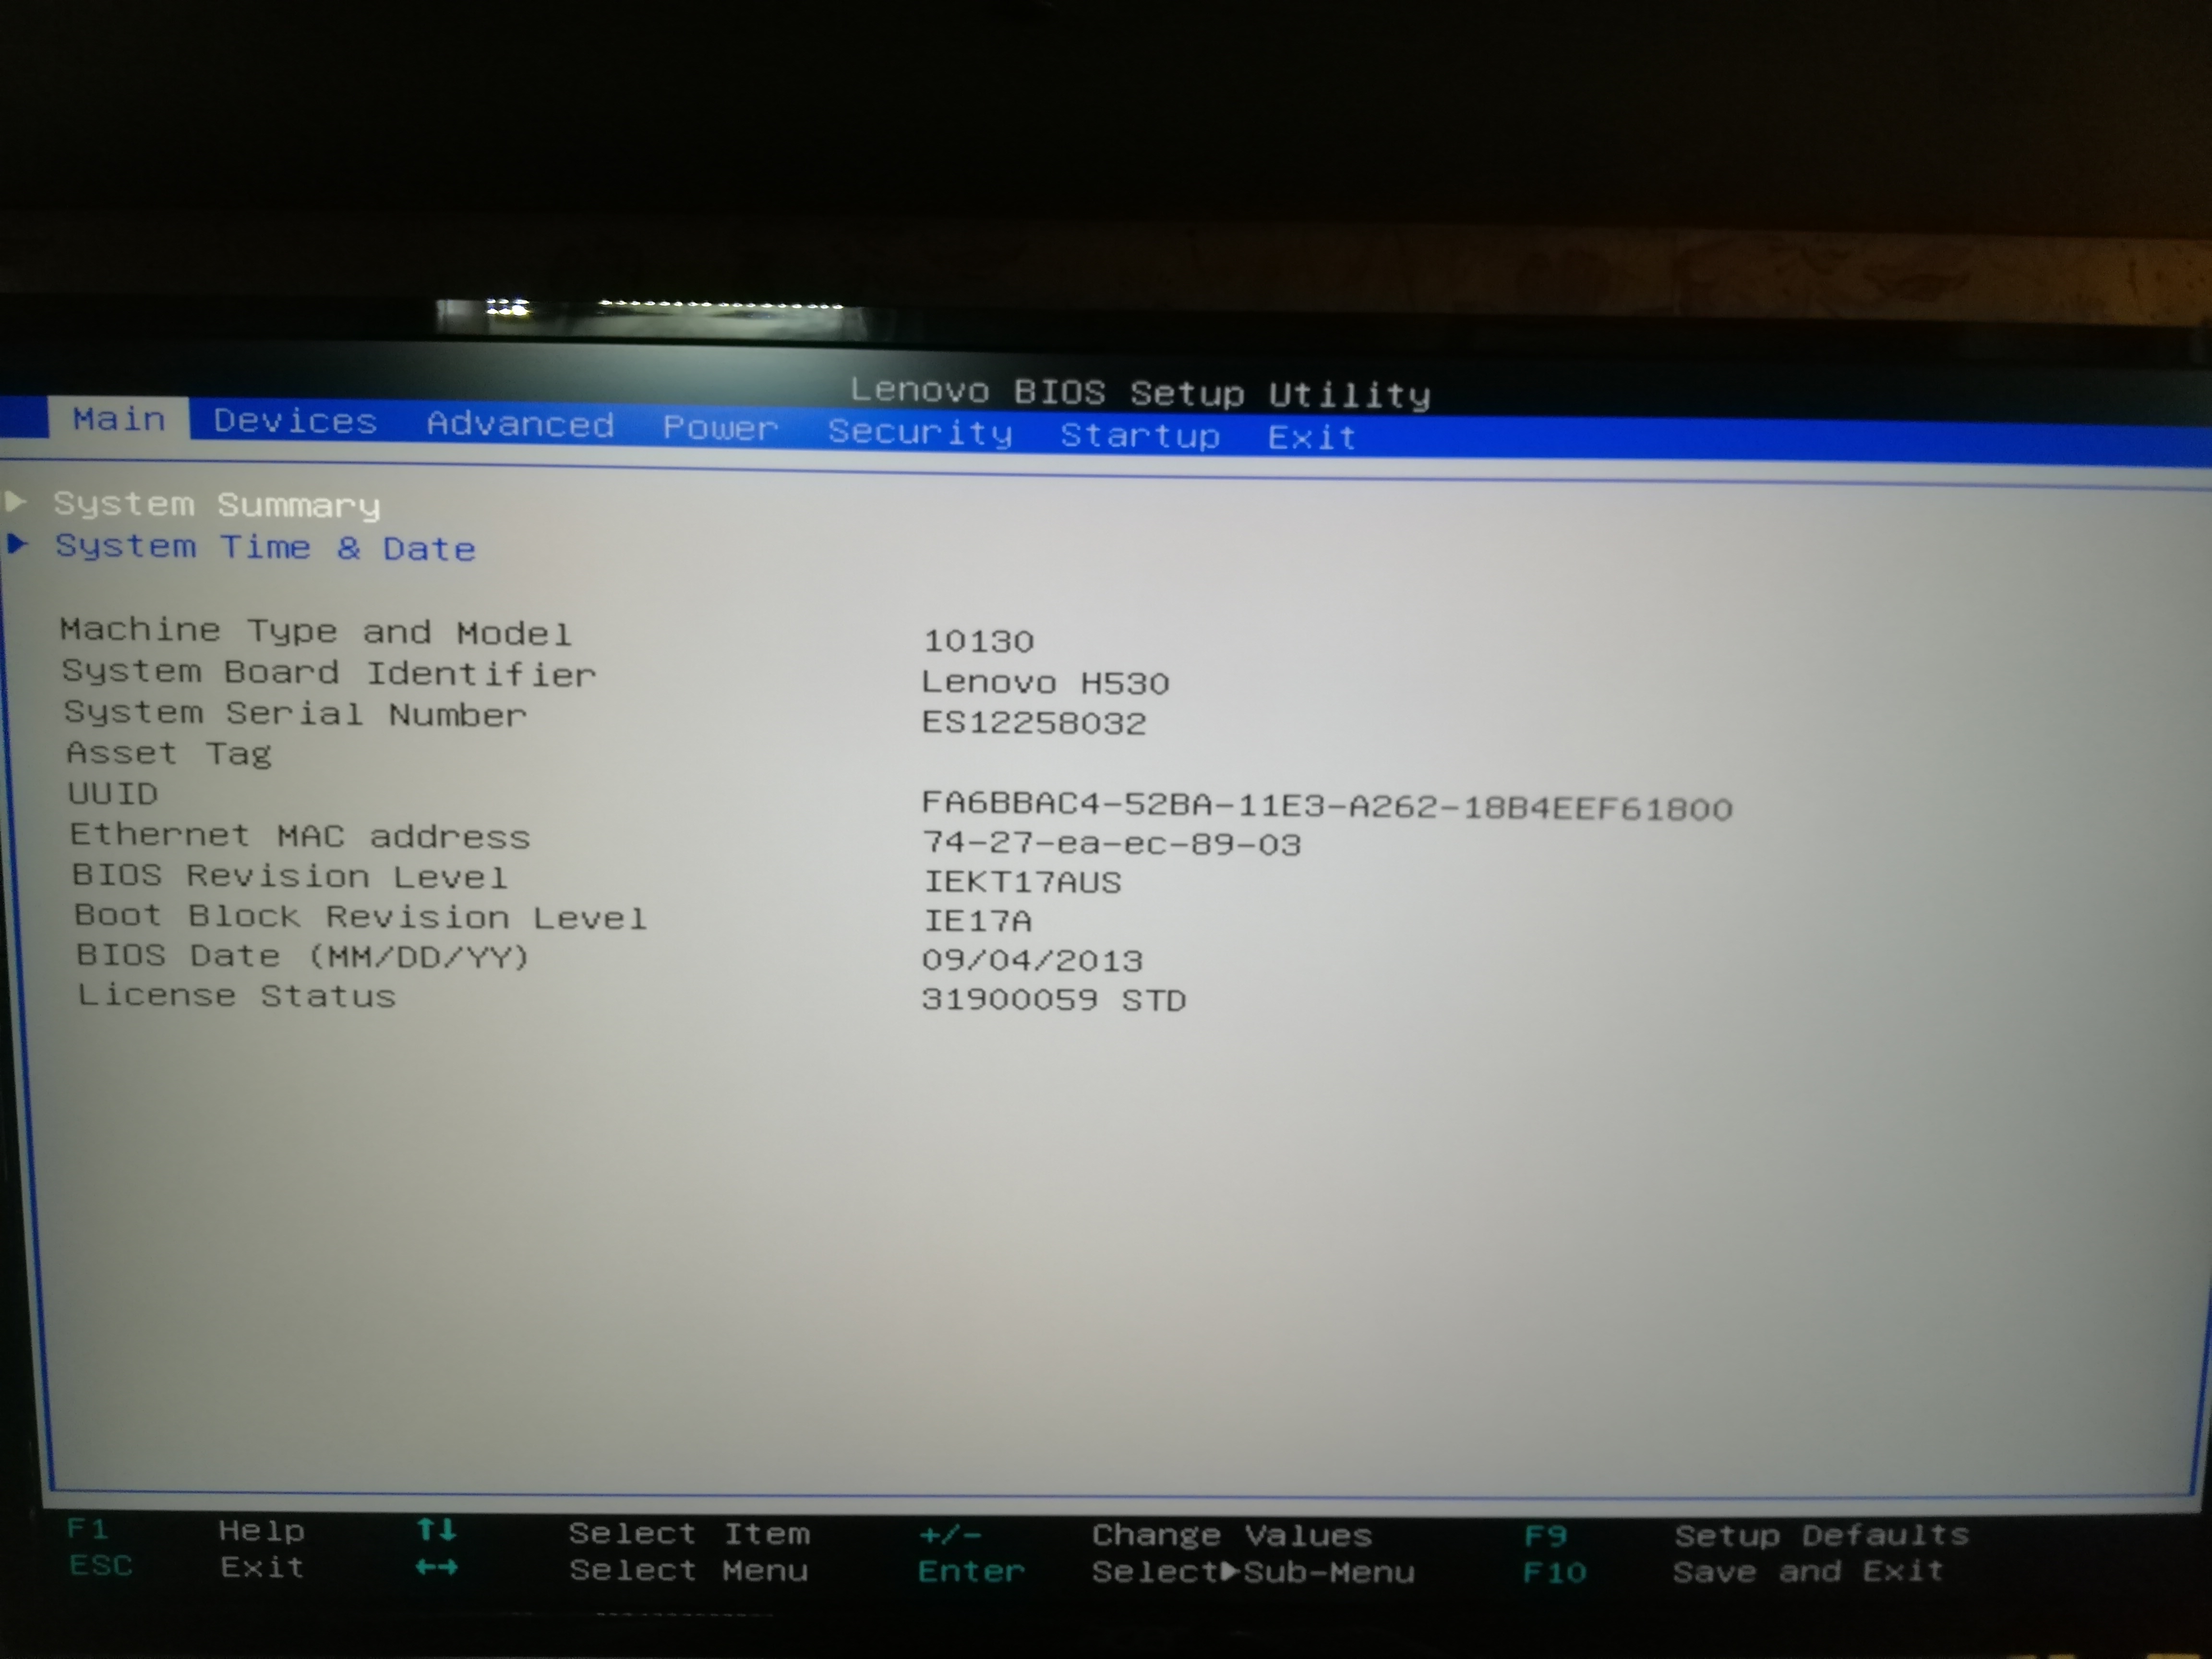 Lenovo BIOS Setup Utility
Main Devices Advanced Power Security Startup Exit
System Summary
System Time & Date
Machine Type and Model 10130
System Board Identifier Lenovo H530
System Serial Number ES12258032
Asset Tag
UUID FA6BBAC4-52BA-11E3-A262-18B4EEF61800
Ethernet MAC address 74-27-ea-ec-89-03
BIOS Revision Level IEKT17AUS
Boot Block Revision Level IE17A
BIOS Date (MM/DD/YY) 09/04/2013
License Status 31900059 STD
F1 Help ↑↓ Select Item +/- Change Values F9 Setup Defaults
ESC Exit ←→ Select Menu Enter Select▶Sub-Menu F10 Save and Exit